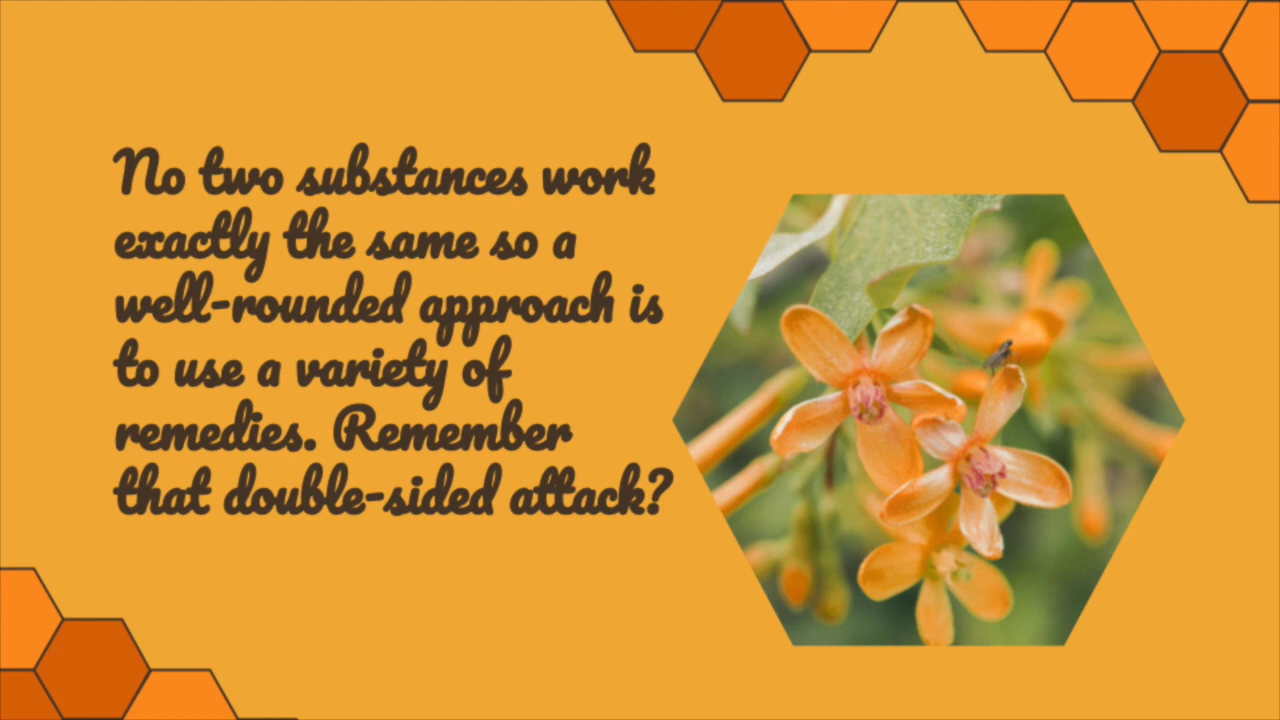 No two substances work
exactly the same so a
well-rounded approach is
to use a variety of
remedies. Remember
that double-sided attack?